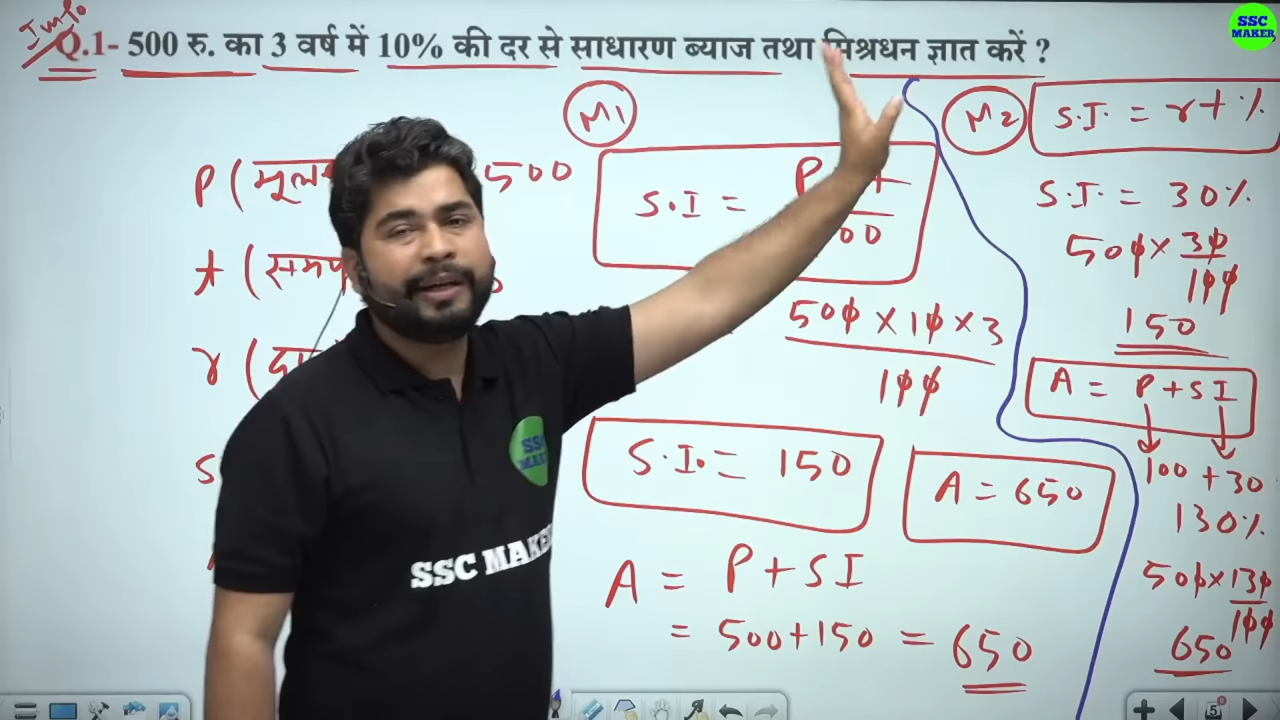 Imp
Q.1- 500 रु. का 3 वर्ष में 10% की दर से साधारण ब्याज तथा मिश्रधन ज्ञात करें ?
SSC
MAKER
M1
P (
500
S.I =
500 × 10 × 3
100
S.I. = 150
A = 650
A = P + SI
= 500+150 = 650
M2
S.I. = r t %
S.I. = 30%
500 × 30
100
150
A = P + SI
100 + 30
130%
500 × 130
100
650
t (
r (
SSC
SSC MAKER
5